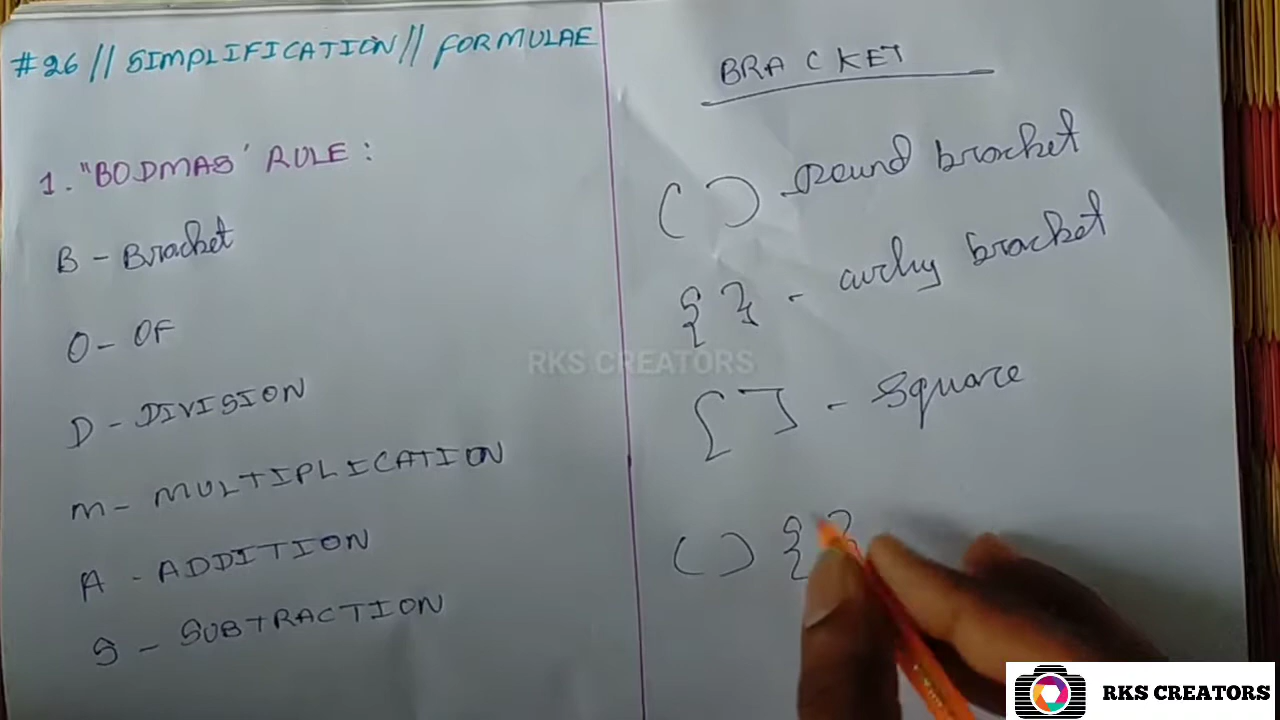 #26 // SIMPLIFICATION // FORMULAE
1. "BODMAS' RULE :
B - Bracket
O - OF
D - DIVISION
M - MULTIPLICATION
A - ADDITION
S - SUBTRACTION
BRACKET
( ) - Round bracket
{ } - curly bracket
[ ] - Square
( ) { }
RKS CREATORS
RKS CREATORS